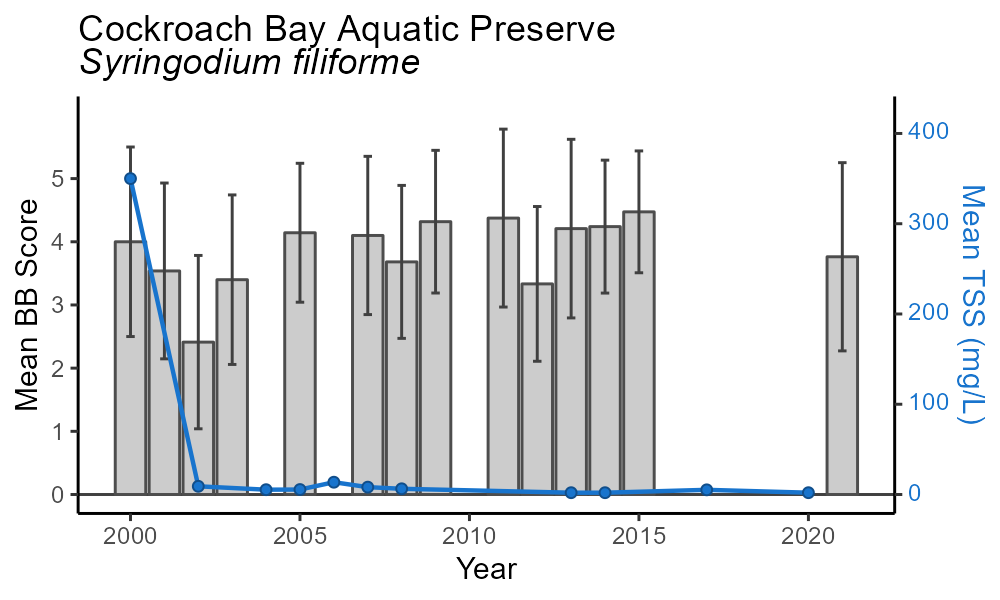 Cockroach Bay Aquatic Preserve
Syringodium filiforme
Mean BB Score
5
4
3
2
1
0
400
300
200
100
0
Mean TSS (mg/L)
2000 2005 2010 2015 2020
Year